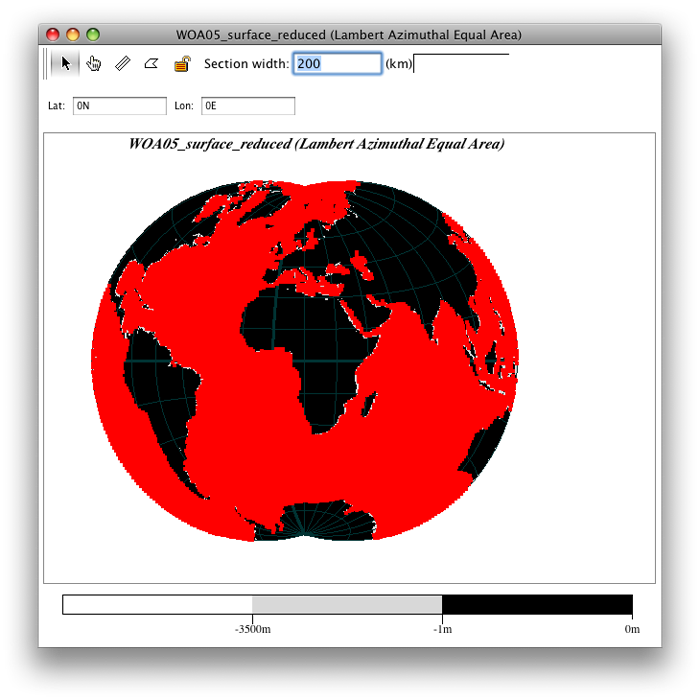 WOA05_surface_reduced (Lambert Azimuthal Equal Area)
Section width: 200 (km)
Lat: 0N Lon: 0E
WOA05_surface_reduced (Lambert Azimuthal Equal Area)
-3500m -1m 0m